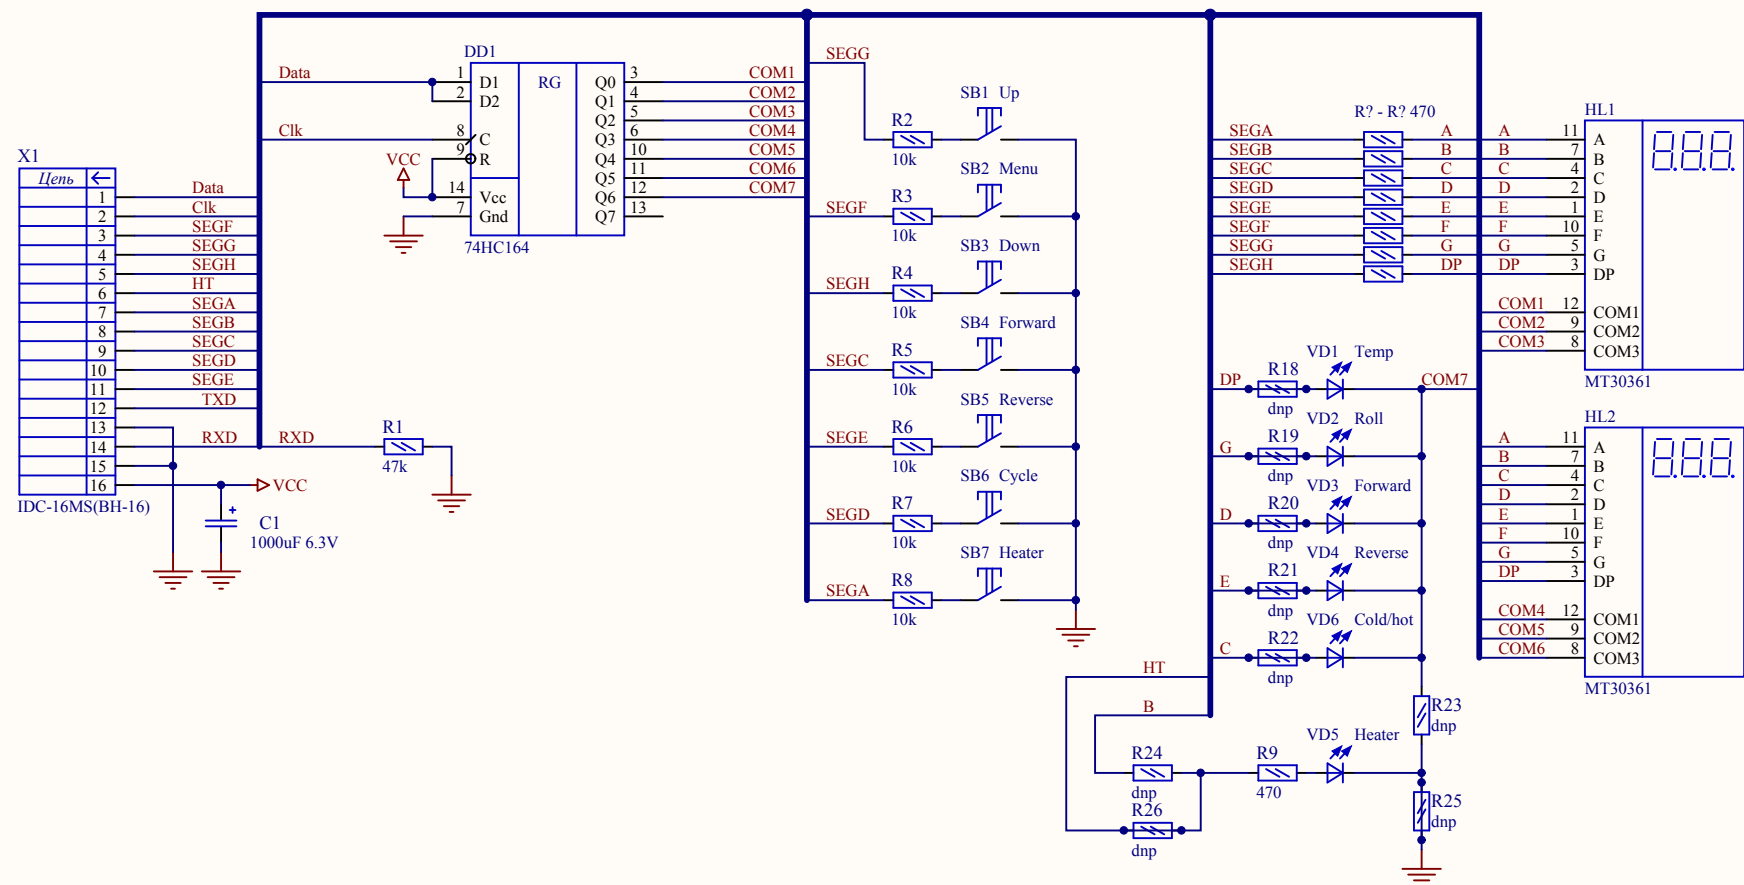 X1
Цепь
1 Data
2 Clk
3 SEGF
4 SEGG
5 SEGH
6 HT
7 SEGA
8 SEGB
9 SEGC
10 SEGD
11 SEGE
12 TXD
13
14 RXD
15
16
IDC-16MS(BH-16)
VCC
C1
+
1000uF 6.3V
RXD
R1
47k
DD1
Data
Clk
VCC
1 D1 RG Q0 3 COM1
2 D2 Q1 4 COM2
Q2 5 COM3
8 C Q3 6 COM4
9 R Q4 10 COM5
Q5 11 COM6
14 Vcc Q6 12 COM7
7 Gnd Q7 13
74HC164
SEGG
R2
10k
SB1 Up
SEGF
R3
10k
SB2 Menu
SEGH
R4
10k
SB3 Down
SEGC
R5
10k
SB4 Forward
SEGE
R6
10k
SB5 Reverse
SEGD
R7
10k
SB6 Cycle
SEGA
R8
10k
SB7 Heater
R? - R? 470
SEGA A
SEGB B
SEGC C
SEGD D
SEGE E
SEGF F
SEGG G
SEGH DP
HL1
A 11 A
B 7 B
C 4 C
D 2 D
E 1 E
F 10 F
G 5 G
DP 3 DP
COM1 12 COM1
COM2 9 COM2
COM3 8 COM3
MT30361
HL2
A 11 A
B 7 B
C 4 C
D 2 D
E 1 E
F 10 F
G 5 G
DP 3 DP
COM4 12 COM1
COM5 9 COM2
COM6 8 COM3
MT30361
VD1 Temp
DP R18 COM7
dnp
VD2 Roll
G R19
dnp
VD3 Forward
D R20
dnp
VD4 Reverse
E R21
dnp
VD6 Cold/hot
C R22
dnp
HT
B
R23
dnp
VD5 Heater
R24
dnp
R9
470
R26
dnp
R25
dnp